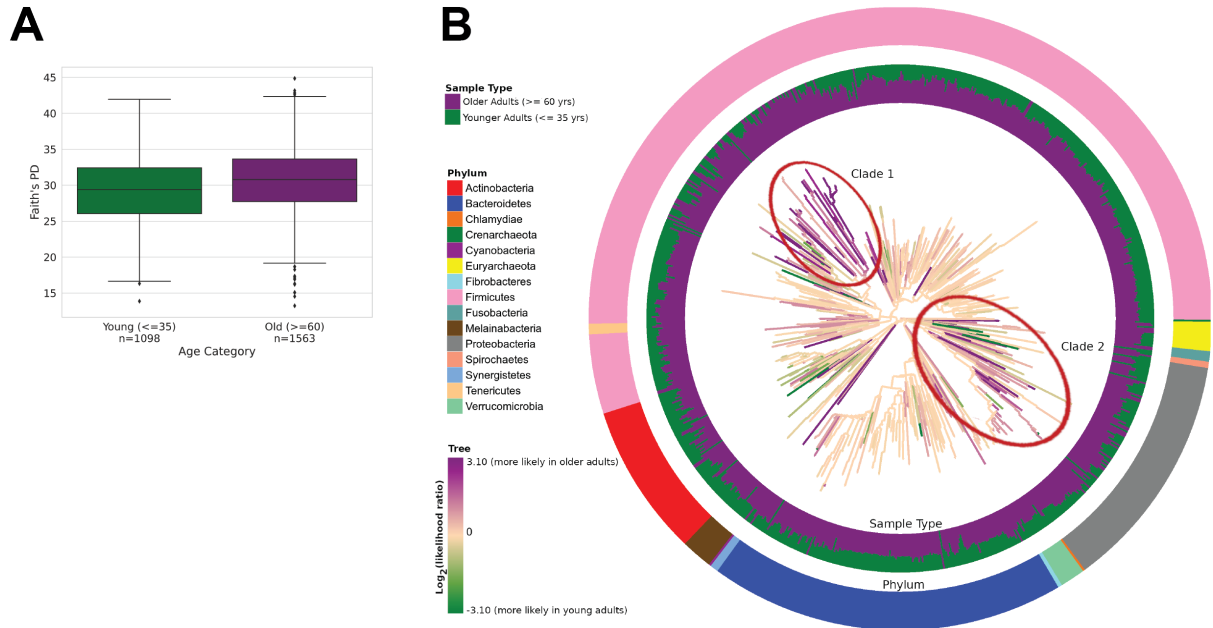 A
45
40
35
30
25
20
15
Faith's PD
Young (<=35)
n=1098
Old (>=60)
n=1563
Age Category
B
Sample Type
Older Adults (>= 60 yrs)
Younger Adults (<= 35 yrs)
Phylum
Actinobacteria
Bacteroidetes
Chlamydiae
Crenarchaeota
Cyanobacteria
Euryarchaeota
Fibrobacteres
Firmicutes
Fusobacteria
Melainabacteria
Proteobacteria
Spirochaetes
Synergistetes
Tenericutes
Verrucomicrobia
Tree
Log2(likelihood ratio)
3.10 (more likely in older adults)
0
-3.10 (more likely in young adults)
Clade 1
Clade 2
Sample Type
Phylum